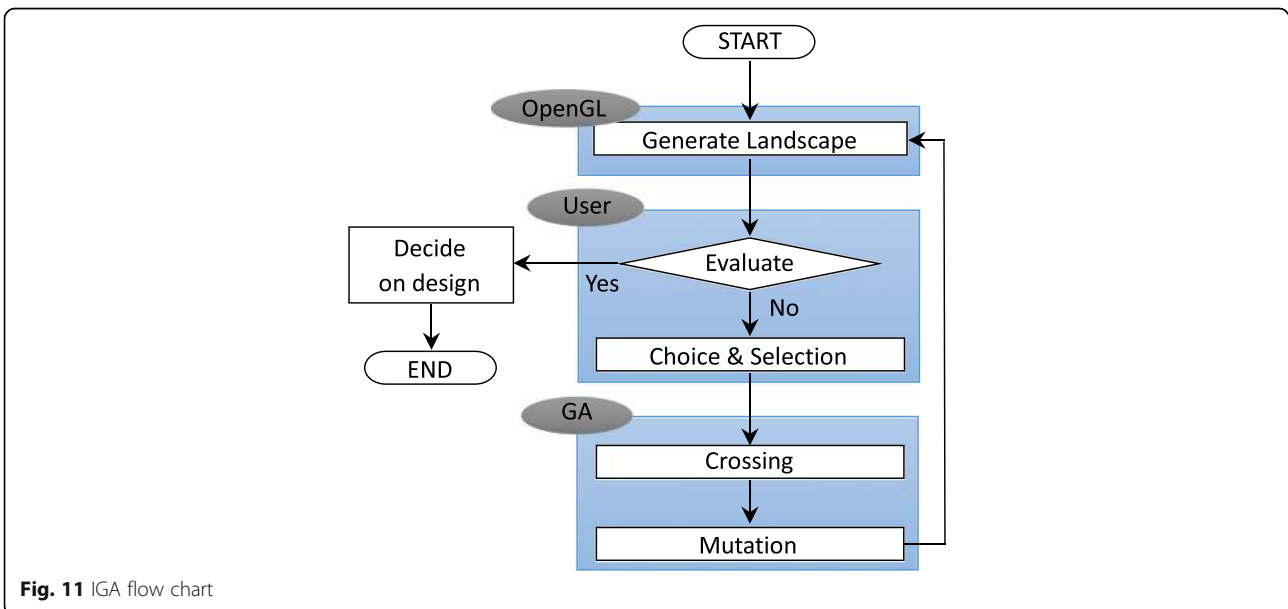 START
OpenGL
Generate Landscape
User
Evaluate
Yes
No
Decide
on design
END
Choice & Selection
GA
Crossing
Mutation
Fig. 11 IGA flow chart